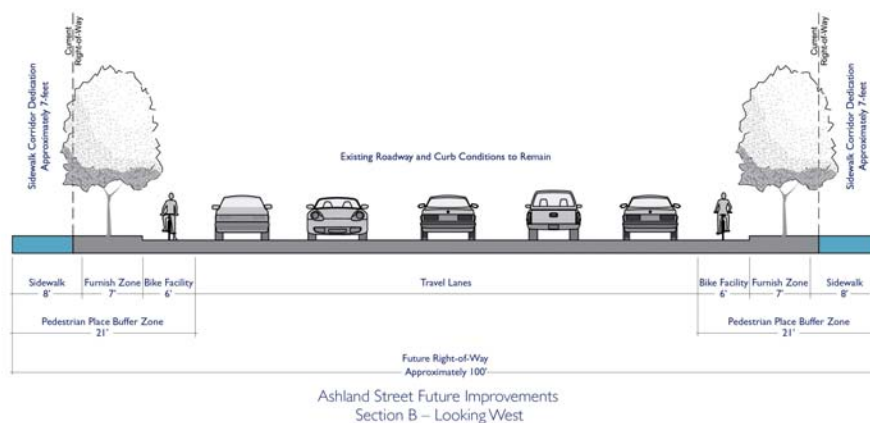 Current
Right-of-Way
Sidewalk Corridor Dedication
Approximately 7-feet
Current
Right-of-Way
Sidewalk Corridor Dedication
Approximately 7-feet
Existing Roadway and Curb Conditions to Remain
Sidewalk
8'
Furnish Zone
7'
Bike Facility
6'
Travel Lanes
Bike Facility
6'
Furnish Zone
7'
Sidewalk
8'
Pedestrian Place Buffer Zone
21'
Pedestrian Place Buffer Zone
21'
Future Right-of-Way
Approximately 100'
Ashland Street Future Improvements
Section B – Looking West